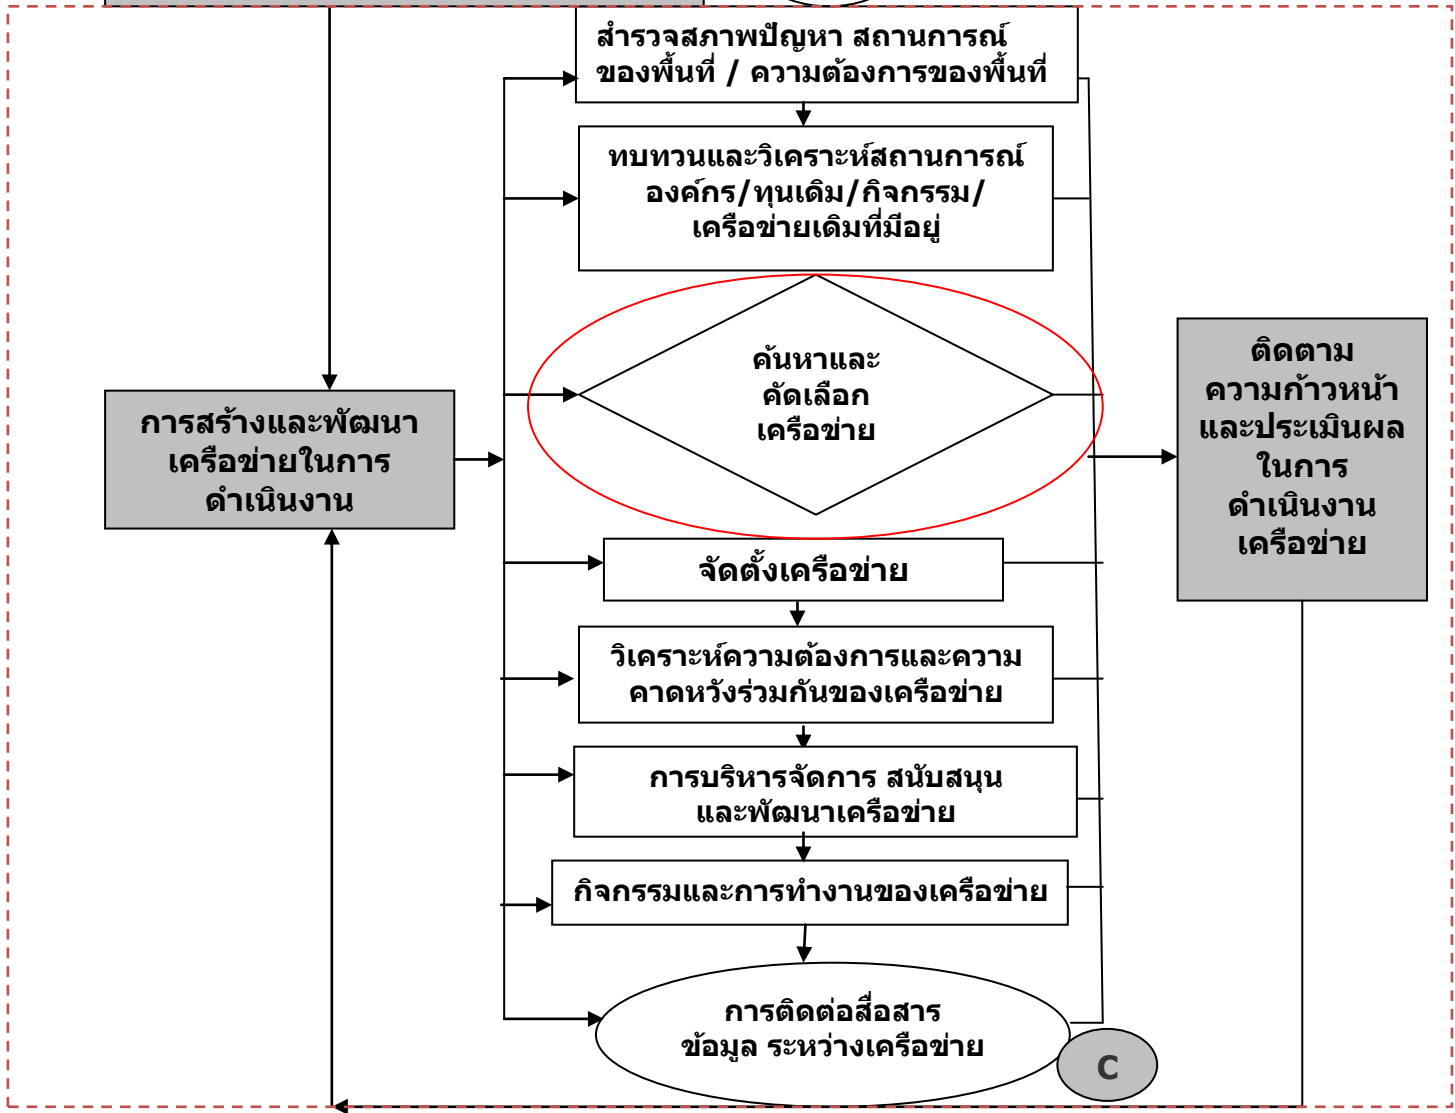 สำรวจสภาพปัญหา สถานการณ์
ของพื้นที่ / ความต้องการของพื้นที่
ทบทวนและวิเคราะห์สถานการณ์
องค์กร/ทุนเดิม/กิจกรรม/
เครือข่ายเดิมที่มีอยู่
ค้นหาและ
คัดเลือก
เครือข่าย
การสร้างและพัฒนา
เครือข่ายในการ
ดำเนินงาน
ติดตาม
ความก้าวหน้า
และประเมินผล
ในการ
ดำเนินงาน
เครือข่าย
จัดตั้งเครือข่าย
วิเคราะห์ความต้องการและความ
คาดหวังร่วมกันของเครือข่าย
การบริหารจัดการ สนับสนุน
และพัฒนาเครือข่าย
กิจกรรมและการทำงานของเครือข่าย
การติดต่อสื่อสาร
ข้อมูล ระหว่างเครือข่าย
C